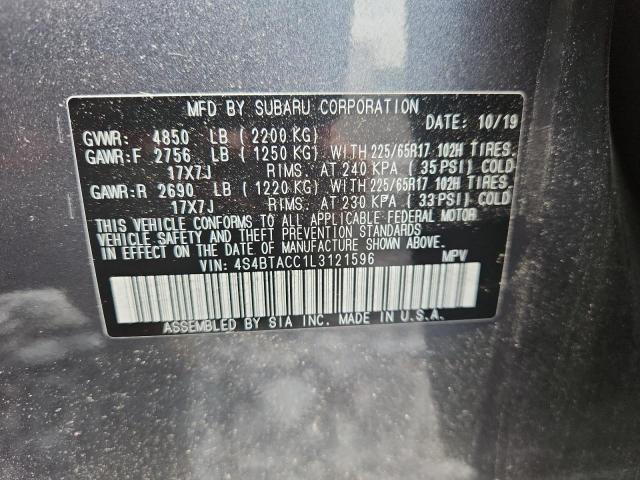 MFD BY SUBARU CORPORATION
DATE: 10/19
GVWR: 4850 LB (2200 KG)
GAWR:F 2756 LB (1250 KG) WITH 225/65R17 102H TIRES.
17X7J RIMS. AT 240 KPA (35 PSI) COLD
GAWR:R 2690 LB (1220 KG) WITH 225/65R17 102H TIRES.
17X7J RIMS. AT 230 KPA (33 PSI) COLD
THIS VEHICLE CONFORMS TO ALL APPLICABLE FEDERAL MOTOR
VEHICLE SAFETY AND THEFT PREVENTION STANDARDS
IN EFFECT ON THE DATE OF MANUFACTURE SHOWN ABOVE.
VIN: 4S4BTACC1L3121596 MPV
ASSEMBLED BY SIA INC. MADE IN U.S.A.